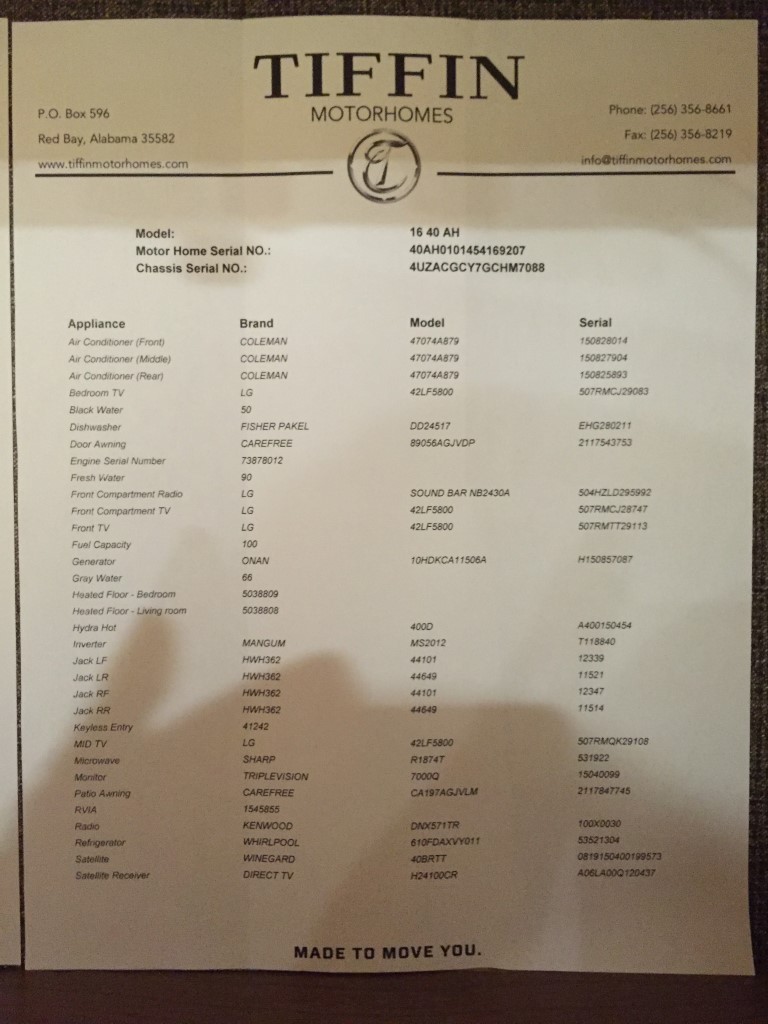 TIFFIN
MOTORHOMES
P.O. Box 596 Phone: (256) 356-8661
Red Bay, Alabama 35582 Fax: (256) 356-8219
www.tiffinmotorhomes.com info@tiffinmotorhomes.com
Model: 16 40 AH
Motor Home Serial NO.: 40AH0101454169207
Chassis Serial NO.: 4UZACGCY7GCHM7088
Appliance Brand Model Serial
Air Conditioner (Front) COLEMAN 47074A879 150828014
Air Conditioner (Middle) COLEMAN 47074A879 150827904
Air Conditioner (Rear) COLEMAN 47074A879 150825893
Bedroom TV LG 42LF5800 507RMCJ29083
Black Water 50
Dishwasher FISHER PAKEL DD24517 EHG280211
Door Awning CAREFREE 89056AGJVDP 2117543753
Engine Serial Number 73878012
Fresh Water 90
Front Compartment Radio LG SOUND BAR NB2430A 504HZLD295992
Front Compartment TV LG 42LF5800 507RMCJ28747
Front TV LG 42LF5800 507RMTT29113
Fuel Capacity 100
Generator ONAN 10HDKCA11506A H150857087
Gray Water 66
Heated Floor - Bedroom 5038809
Heated Floor - Living room 5038808
Hydra Hot 400D A400150454
Inverter MANGUM MS2012 T118840
Jack LF HWH362 44101 12339
Jack LR HWH362 44649 11521
Jack RF HWH362 44101 12347
Jack RR HWH362 44649 11514
Keyless Entry 41242
MID TV LG 42LF5800 507RMQK29108
Microwave SHARP R1874T 531922
Monitor TRIPLEVISION 7000Q 15040099
Patio Awning CAREFREE CA197AGJVLM 2117847745
RVIA 1545855
Radio KENWOOD DNX571TR 100X0030
Refrigerator WHIRLPOOL 610FDAXVY011 53521304
Satellite WINEGARD 40BRTT 0819150400199573
Satellite Receiver DIRECT TV H24100CR A06LA00Q120437
MADE TO MOVE YOU.